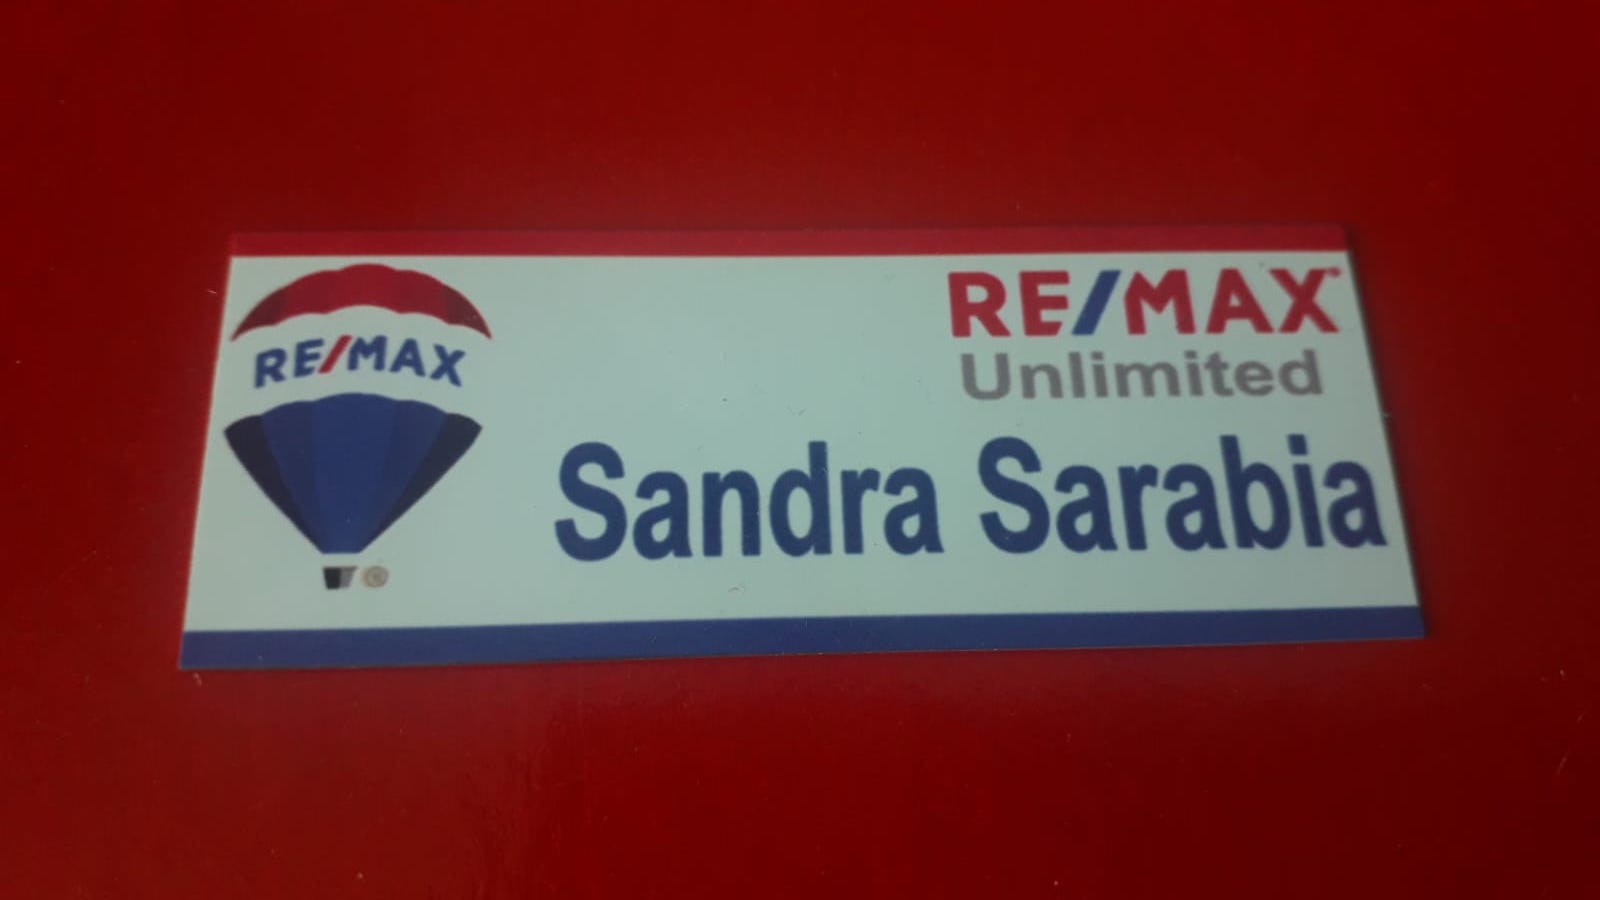 RE/MAX
RE/MAX
Unlimited
Sandra Sarabia